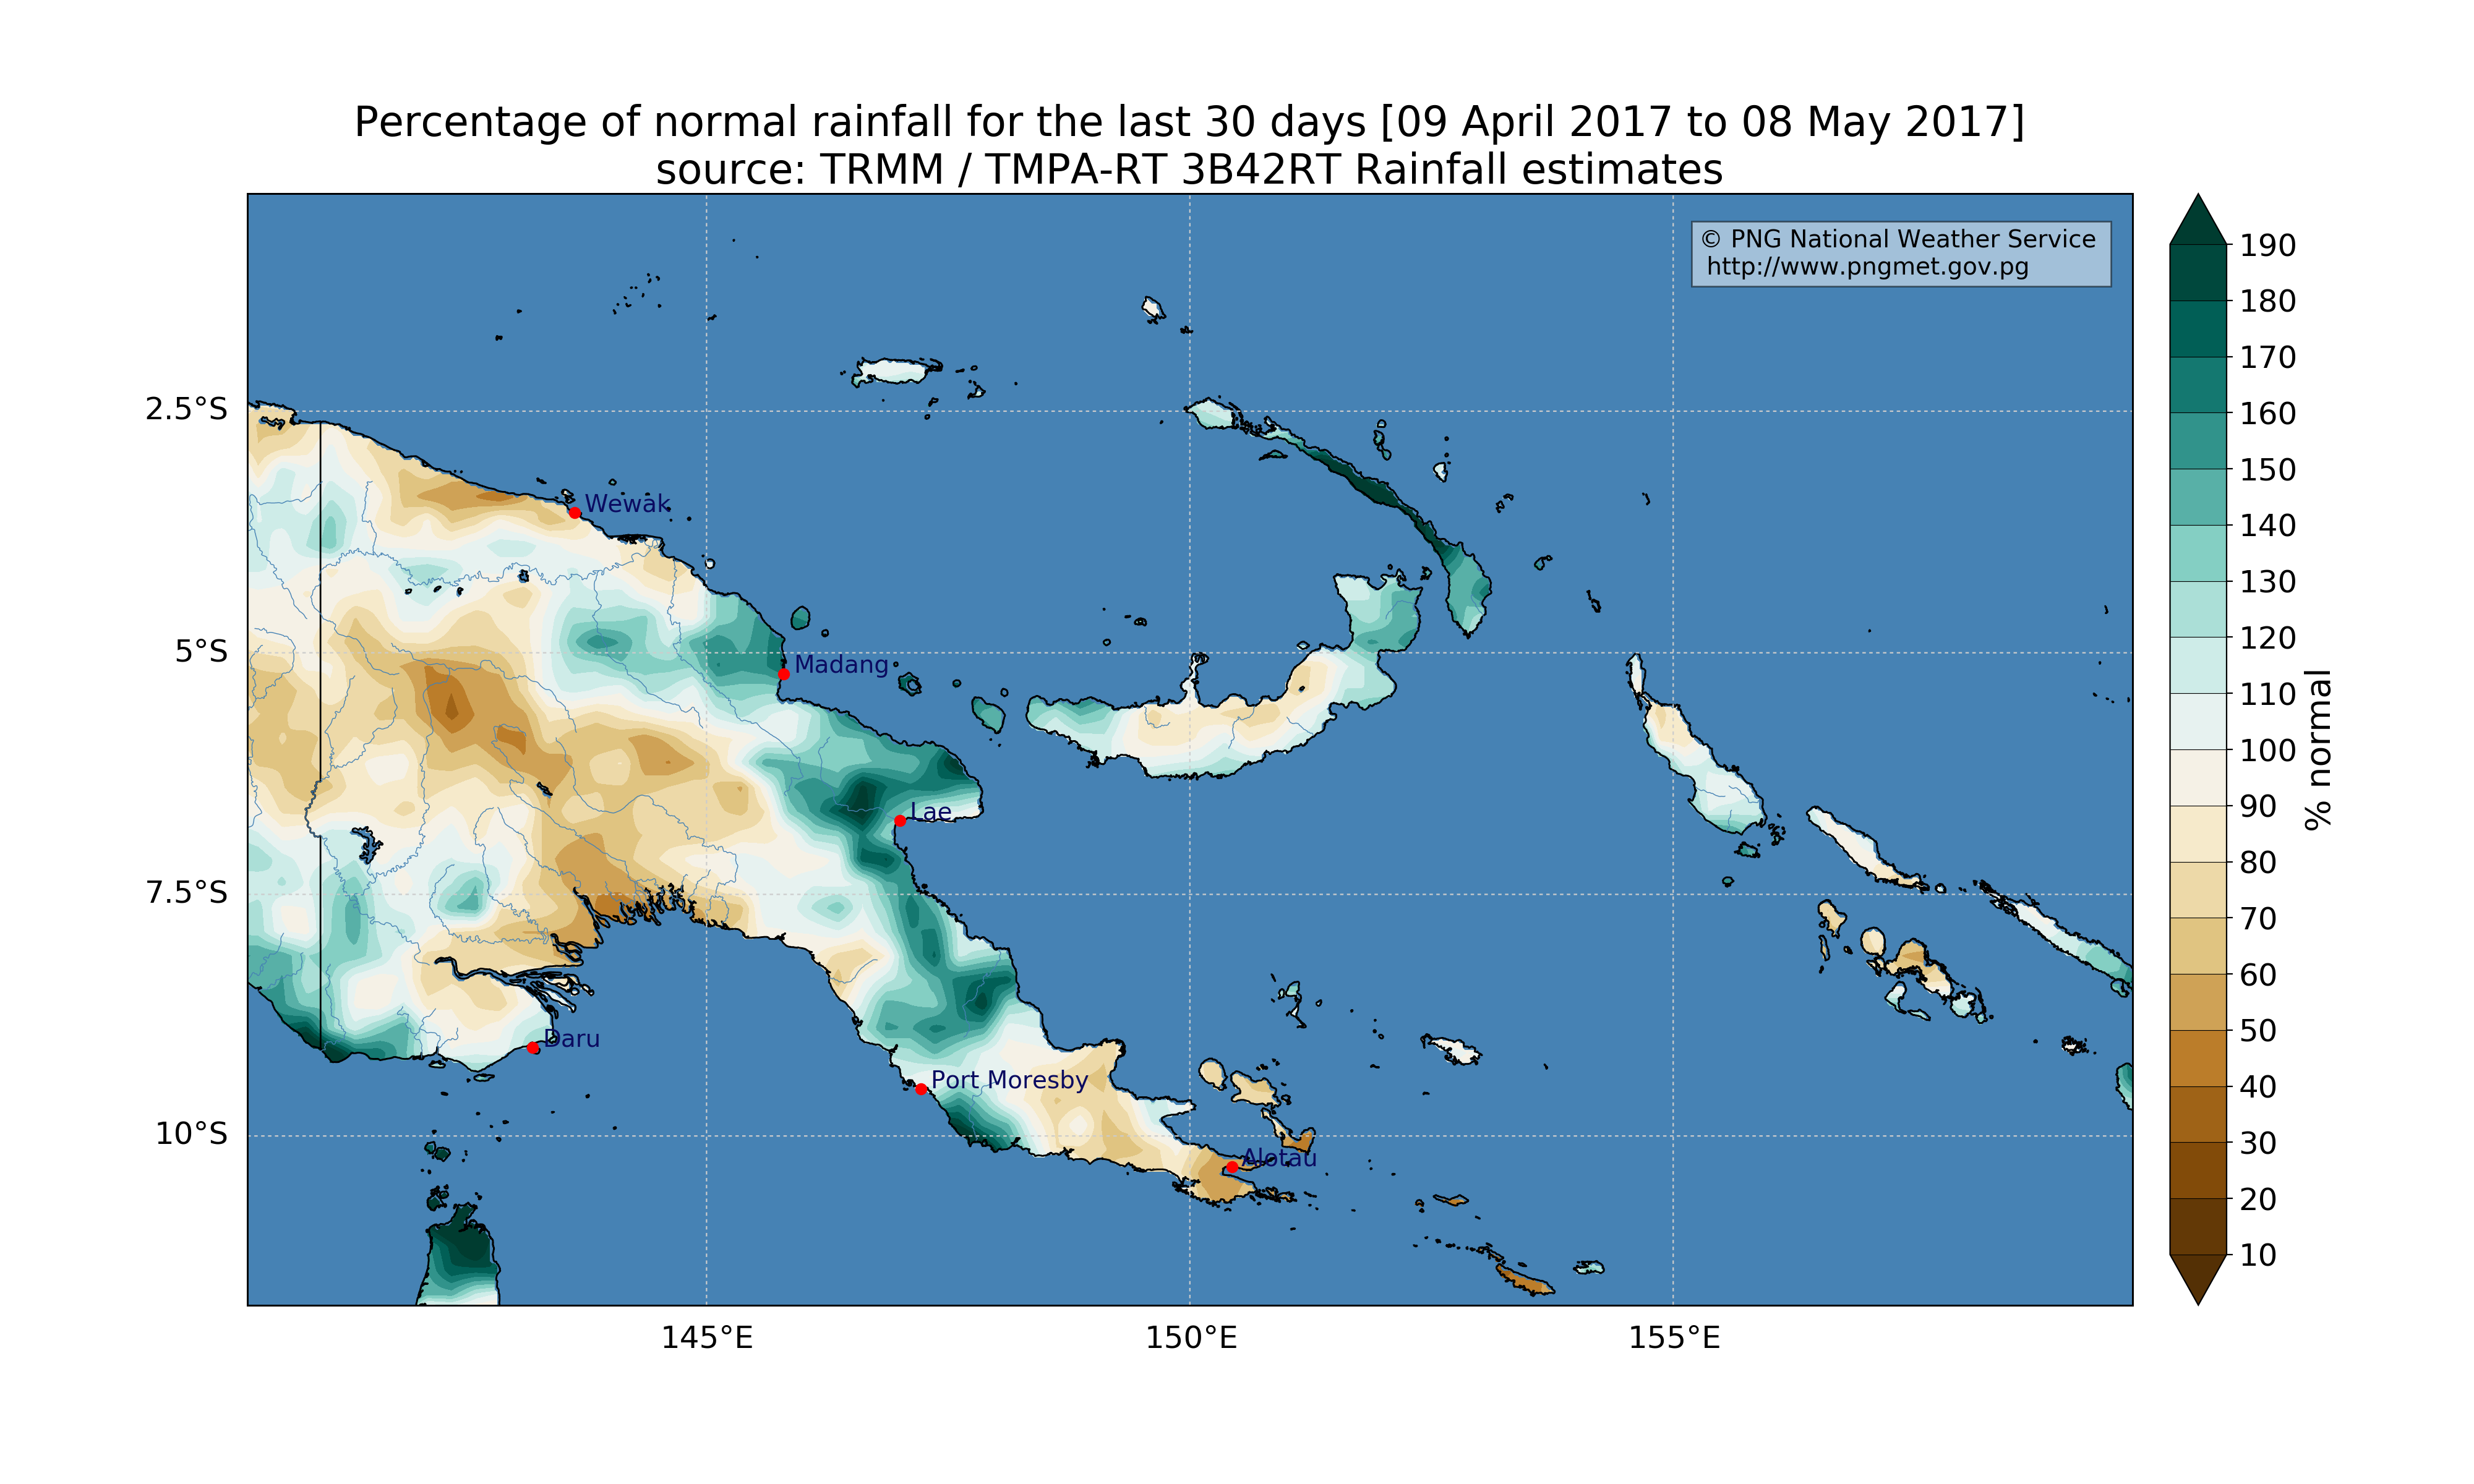 Percentage of normal rainfall for the last 30 days [09 April 2017 to 08 May 2017]
source: TRMM / TMPA-RT 3B42RT Rainfall estimates
© PNG National Weather Service
http://www.pngmet.gov.pg
2.5°S
5°S
7.5°S
10°S
Wewak
Madang
Lae
Daru
Port Moresby
Alotau
145°E
150°E
155°E
190
180
170
160
150
140
130
120
110
100
90
80
70
60
50
40
30
20
10
% normal